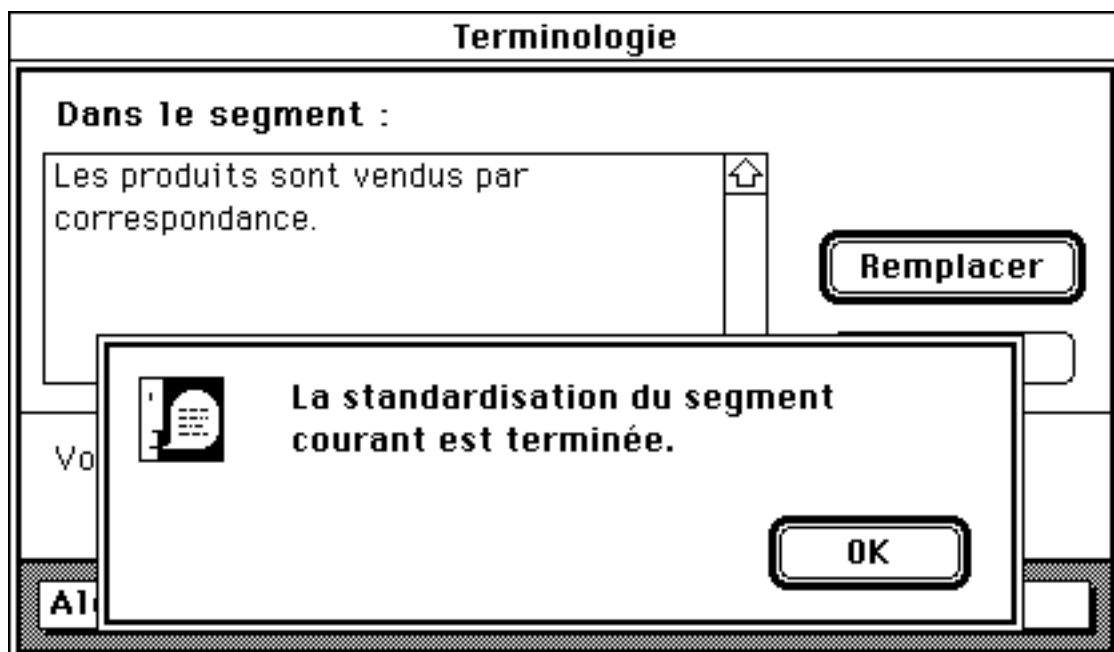 Terminologie
Dans le segment :
Les produits sont vendus par
correspondance.
Remplacer
La standardisation du segment
courant est terminée.
OK